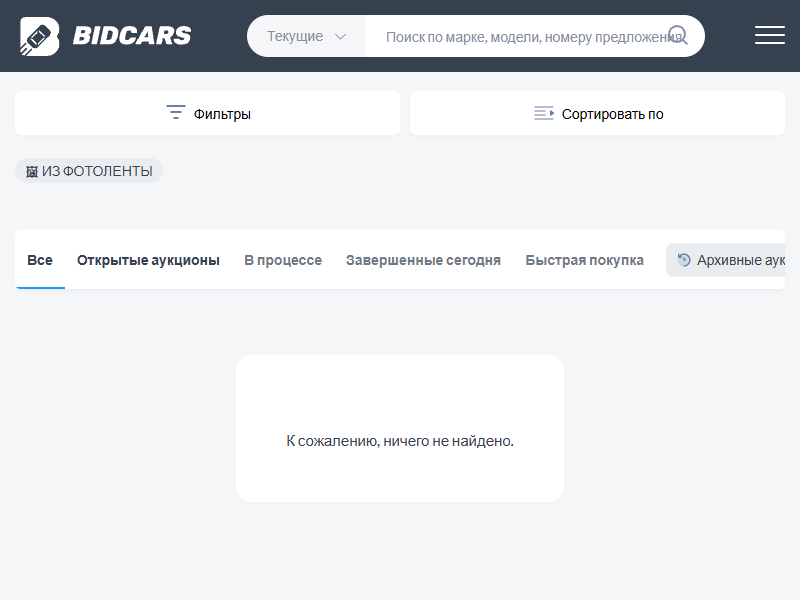 BIDCARS
Текущие
Поиск по марке, модели, номеру предложения
Фильтры
Сортировать по
ИЗ ФОТОЛЕНТЫ
Все
Открытые аукционы
В процессе
Завершенные сегодня
Быстрая покупка
Архивные аук
К сожалению, ничего не найдено.